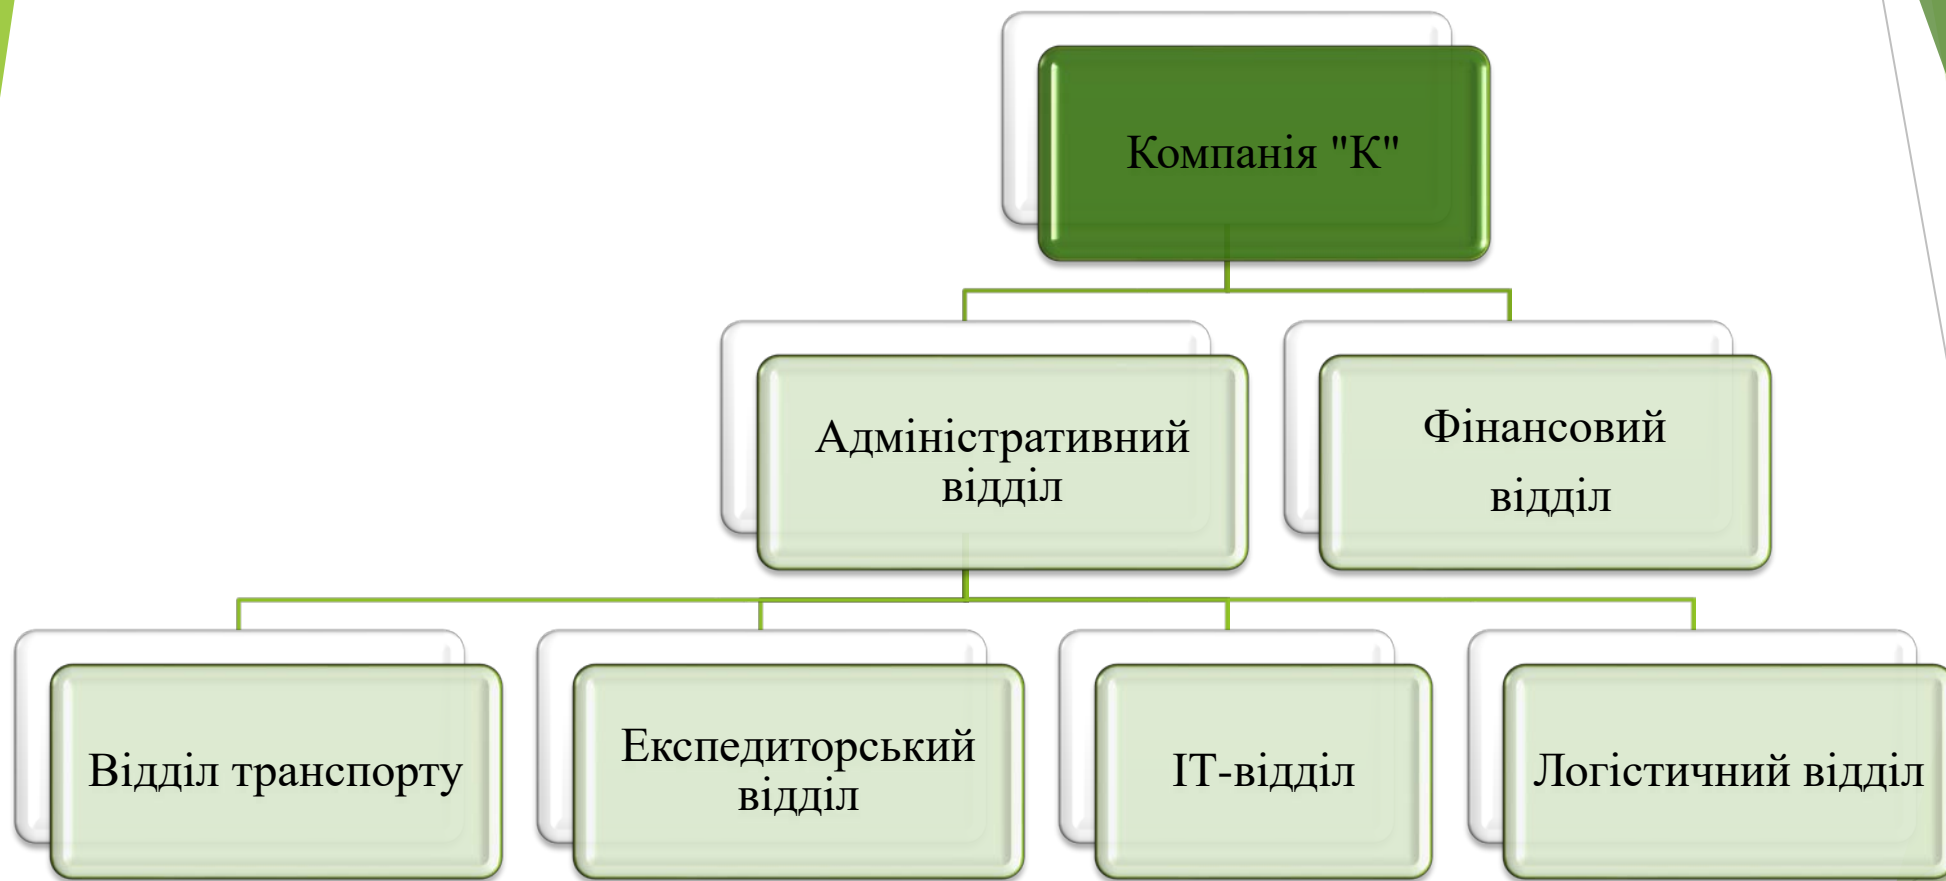 Компанія "К"
Адміністративний
відділ
Фінансовий
відділ
Відділ транспорту
Експедиторський
відділ
ІТ-відділ
Логістичний відділ